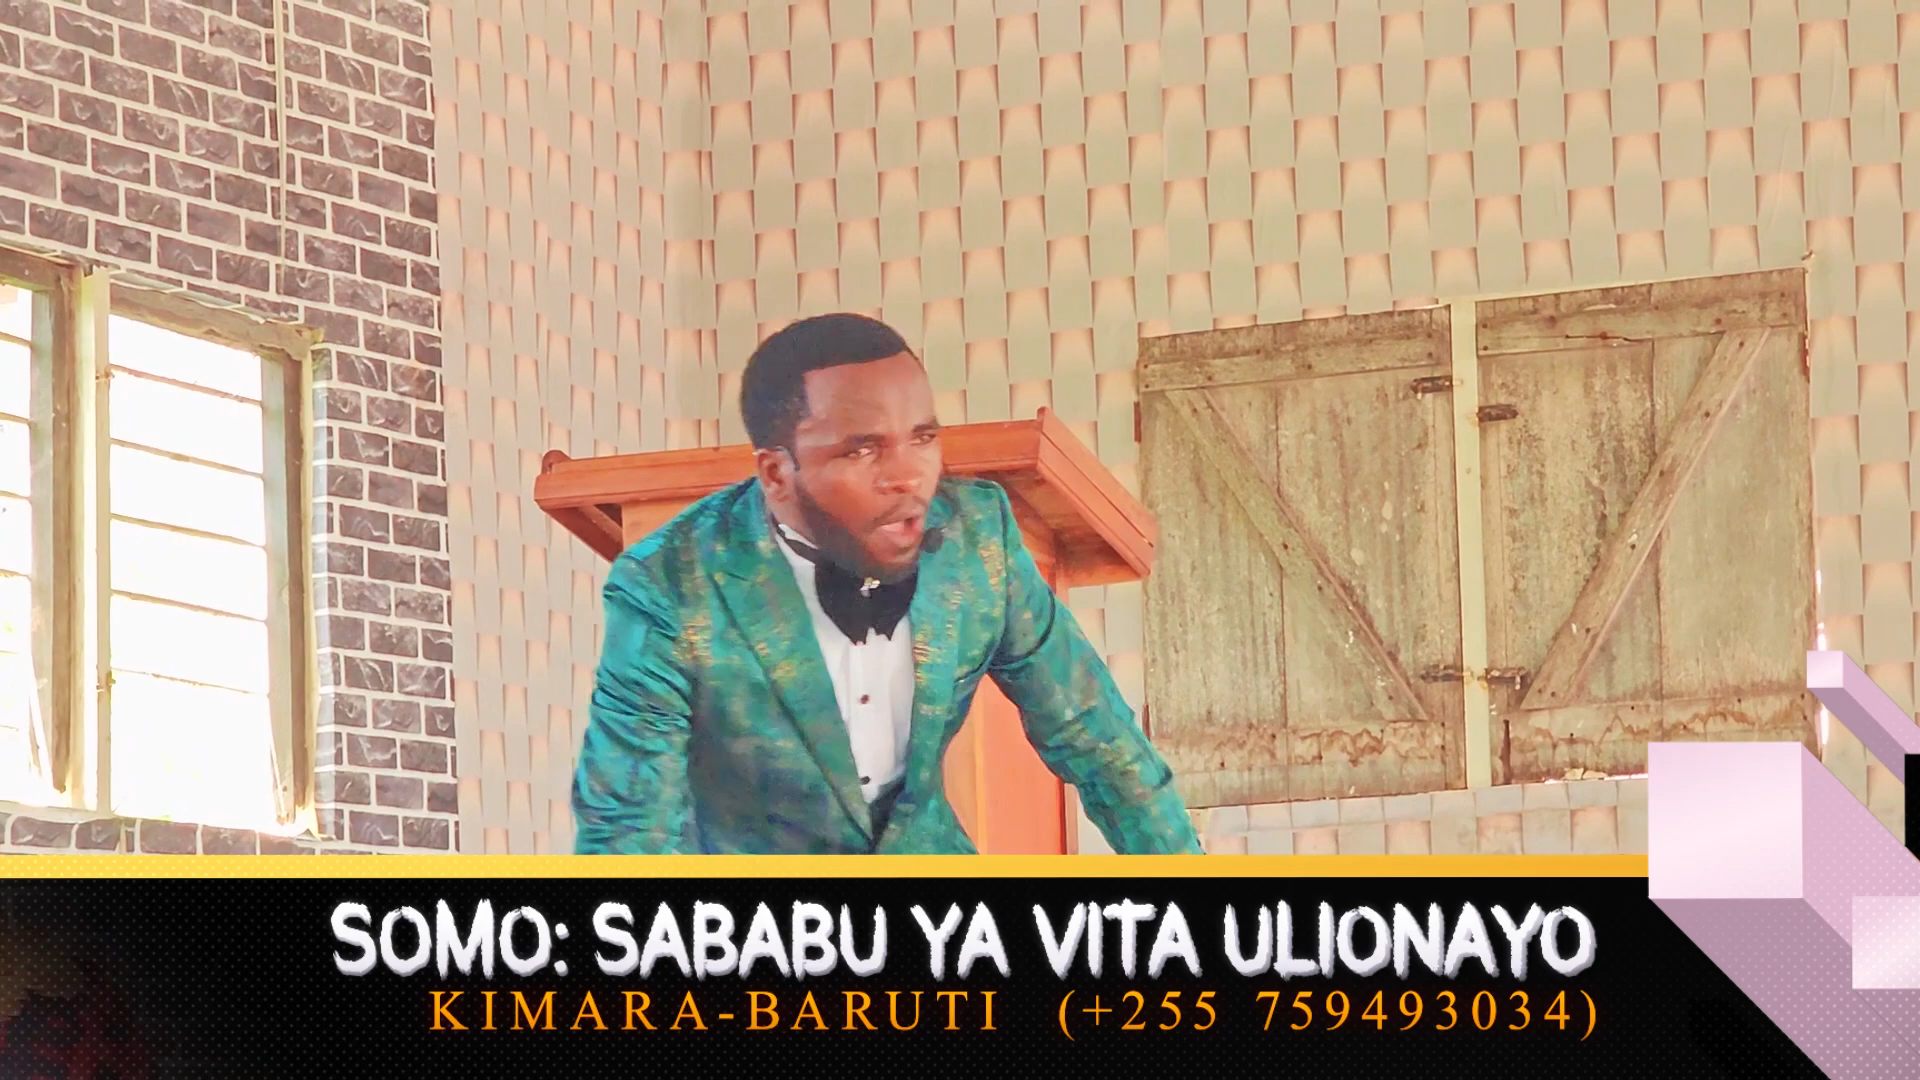 SOMO: SABABU YA VITA ULIONAYO
KIMARA-BARUTI (+255 759493034)